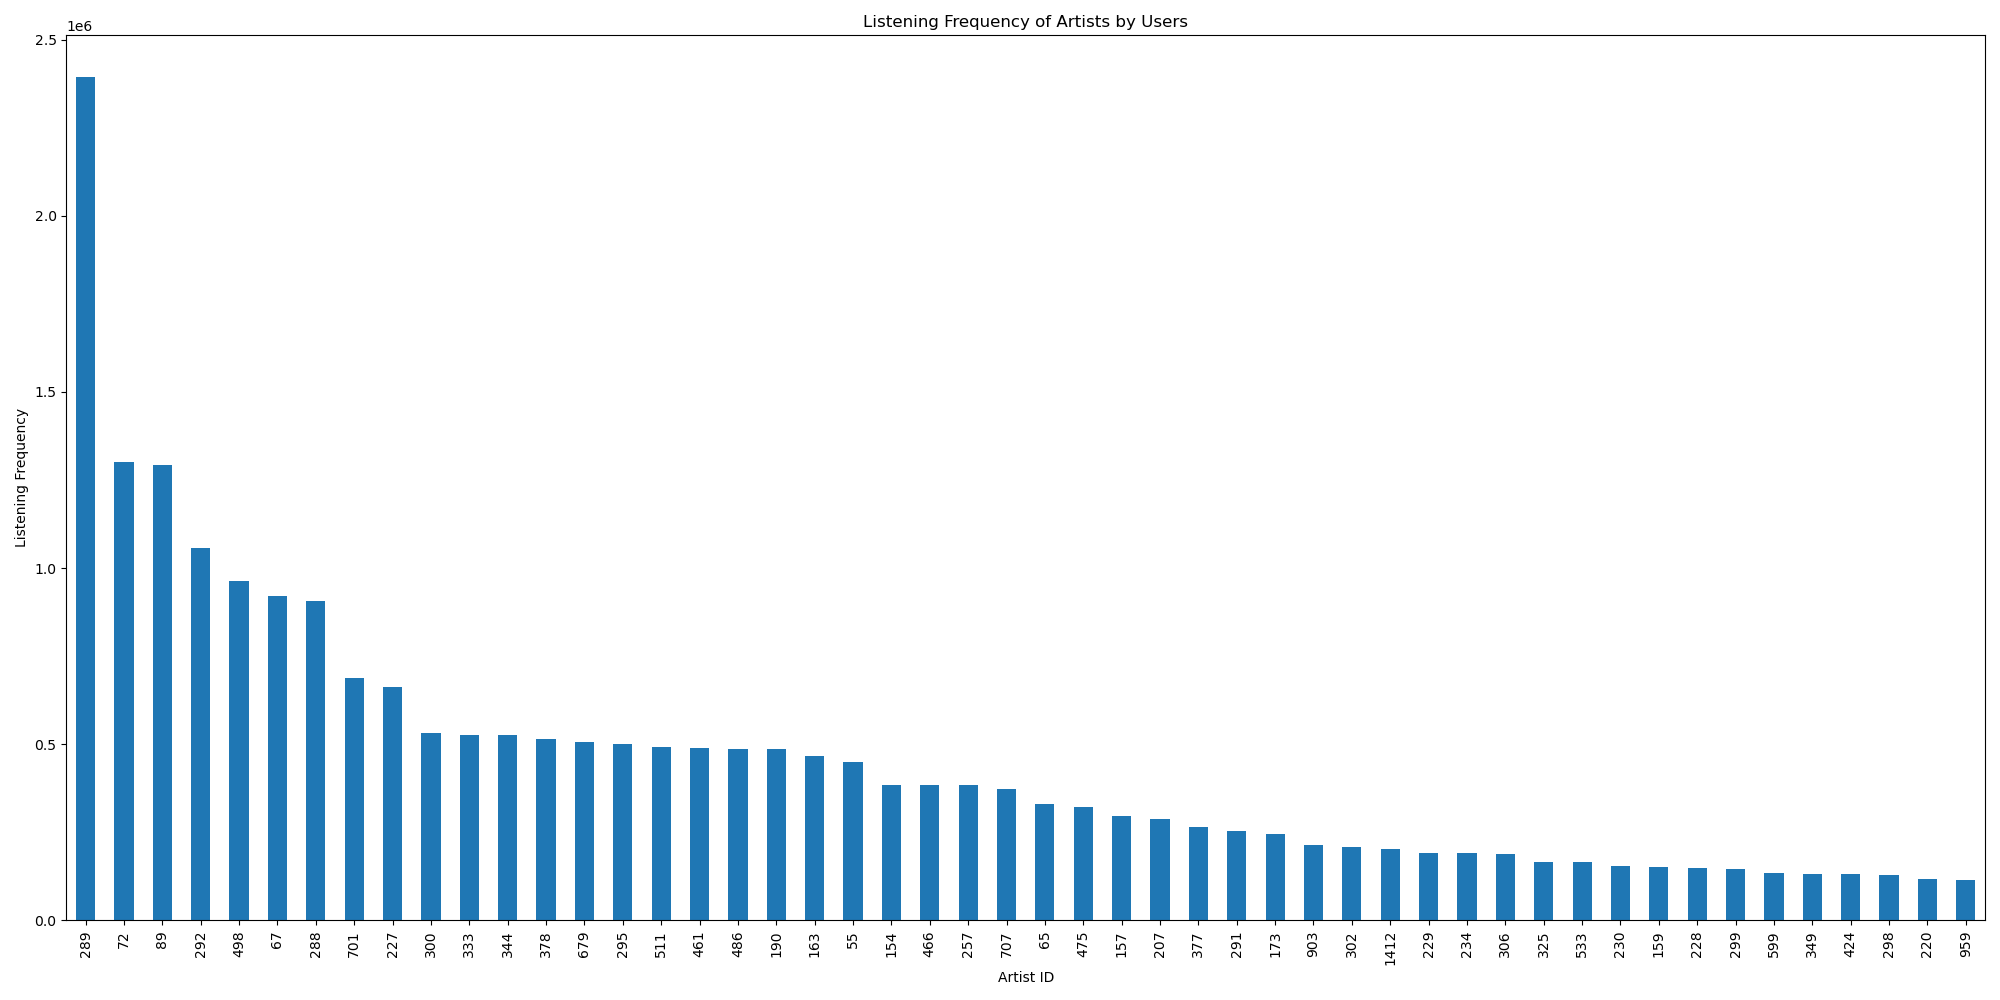 Listening Frequency of Artists by Users
1e6
2.5
2.0
1.5
1.0
0.5
0.0
Listening Frequency
289 72 89 292 498 67 288 701 227 300 333 344 378 679 295 511 461 486 190 163 55 154 466 257 707 65 475 157 207 377 291 173 903 302 1412 229 234 306 325 533 230 159 228 299 599 349 424 298 220 959
Artist ID